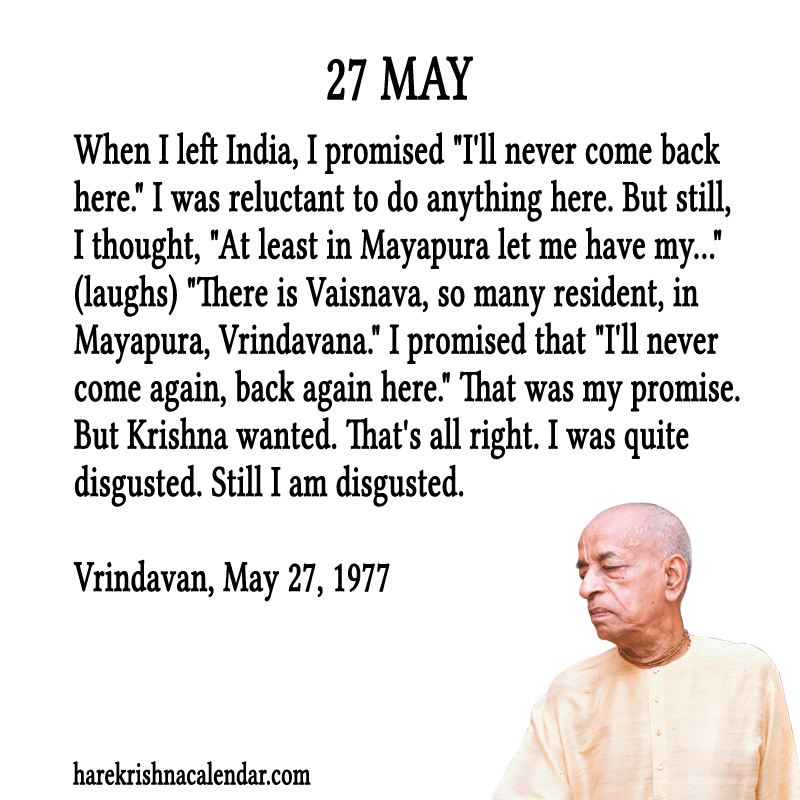 27 MAY
When I left India, I promised "I'll never come back
here." I was reluctant to do anything here. But still,
I thought, "At least in Mayapura let me have my..."
(laughs) "There is Vaisnava, so many resident, in
Mayapura, Vrindavana." I promised that "I'll never
come again, back again here." That was my promise.
But Krishna wanted. That's all right. I was quite
disgusted. Still I am disgusted.
Vrindavan, May 27, 1977
harekrishnacalendar.com